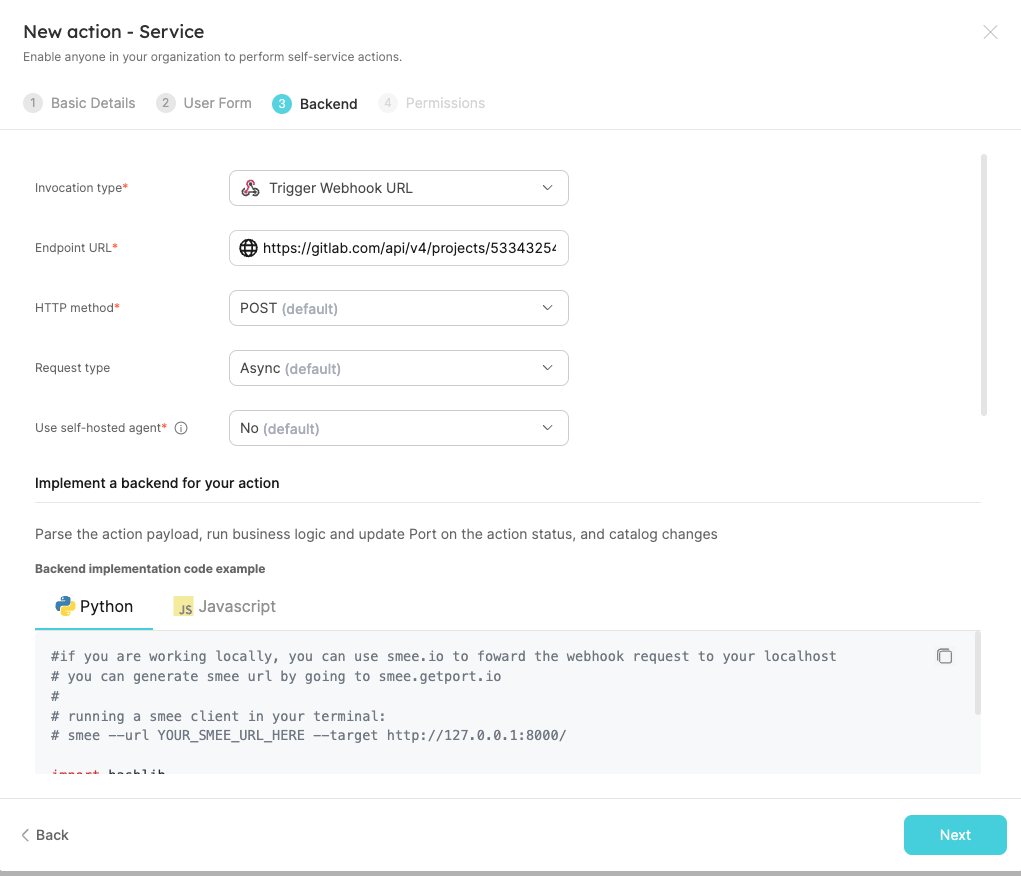 New action - Service
Enable anyone in your organization to perform self-service actions.
1 Basic Details 2 User Form 3 Backend 4 Permissions
Invocation type* Trigger Webhook URL
Endpoint URL* https://gitlab.com/api/v4/projects/53343254
HTTP method* POST (default)
Request type Async (default)
Use self-hosted agent* No (default)
Implement a backend for your action
Parse the action payload, run business logic and update Port on the action status, and catalog changes
Backend implementation code example
Python JS Javascript
#if you are working locally, you can use smee.io to foward the webhook request to your localhost
# you can generate smee url by going to smee.getport.io
#
# running a smee client in your terminal:
# smee --url YOUR_SMEE_URL_HERE --target http://127.0.0.1:8000/
import hashlib
Back Next